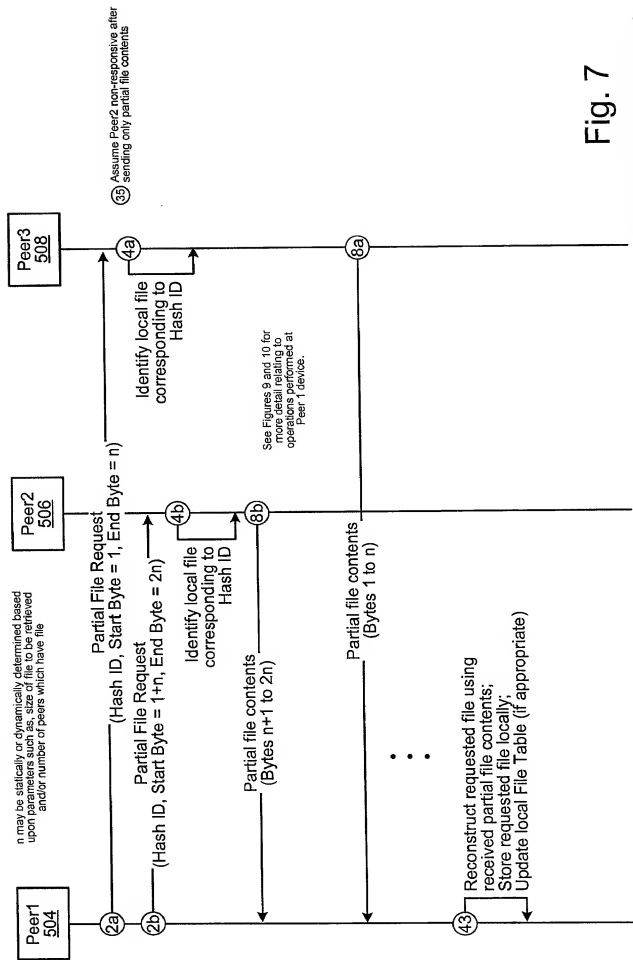 Peer1
504
n may be statically or dynamically determined based
upon parameters such as, size of file to be retrieved
and/or number of peers which have file
Peer2
506
Peer3
508
35 Assume Peer2 non-responsive after
sending only partial file contents
2a
Partial File Request
(Hash ID, Start Byte = 1, End Byte = n)
4a
Identify local file
corresponding to
Hash ID
2b
Partial File Request
(Hash ID, Start Byte = 1+n, End Byte = 2n)
4b
Identify local file
corresponding to
Hash ID
8b
Partial file contents
(Bytes n+1 to 2n)
See Figures 9 and 10 for
more detail relating to
operations performed at
Peer 1 device.
8a
Partial file contents
(Bytes 1 to n)
• • •
43
Reconstruct requested file using
received partial file contents;
Store requested file locally;
Update local File Table (if appropriate)
Fig. 7